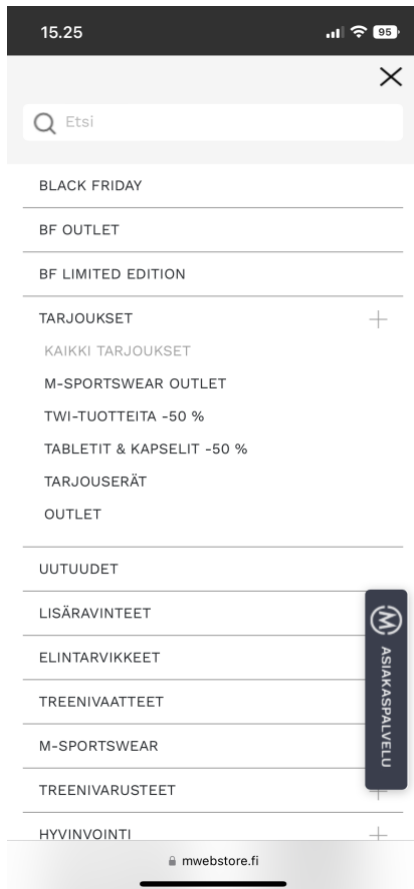 15.25
95
Etsi
BLACK FRIDAY
BF OUTLET
BF LIMITED EDITION
TARJOUKSET
KAIKKI TARJOUKSET
M-SPORTSWEAR OUTLET
TWI-TUOTTEITA -50 %
TABLETIT & KAPSELIT -50 %
TARJOUSERÄT
OUTLET
UUTUUDET
LISÄRAVINTEET
ELINTARVIKKEET
TREENIVAATTEET
M-SPORTSWEAR
TREENIVARUSTEET
HYVINVOINTI
ASIAKASPALVELU
mwebstore.fi